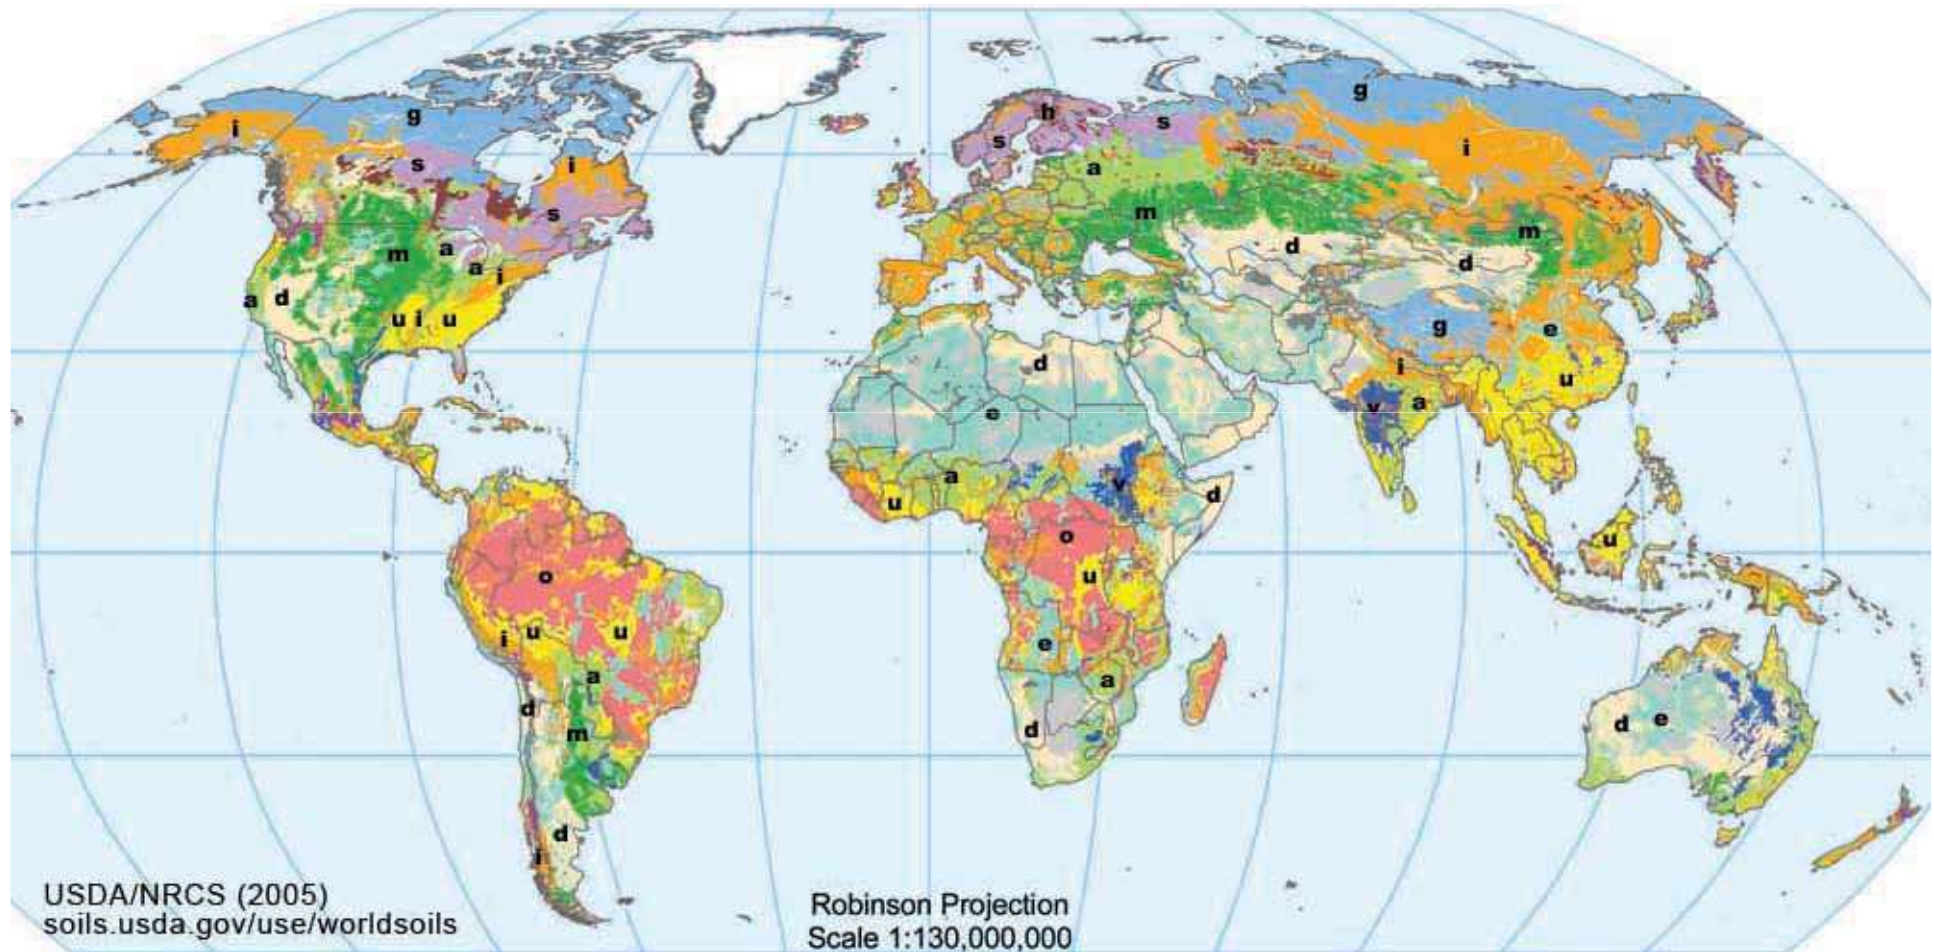 g
g
h
i
s
s
i
s
i
a
s
m
m
m
a
d
a
i
d
a
d
u
i
u
g
e
d
i
u
e
v
a
a
v
d
u
o
u
o
u
i
u
u
e
a
a
d
m
d
d
e
d
i
USDA/NRCS (2005)
soils.usda.gov/use/worldsoils
Robinson Projection
Scale 1:130,000,000